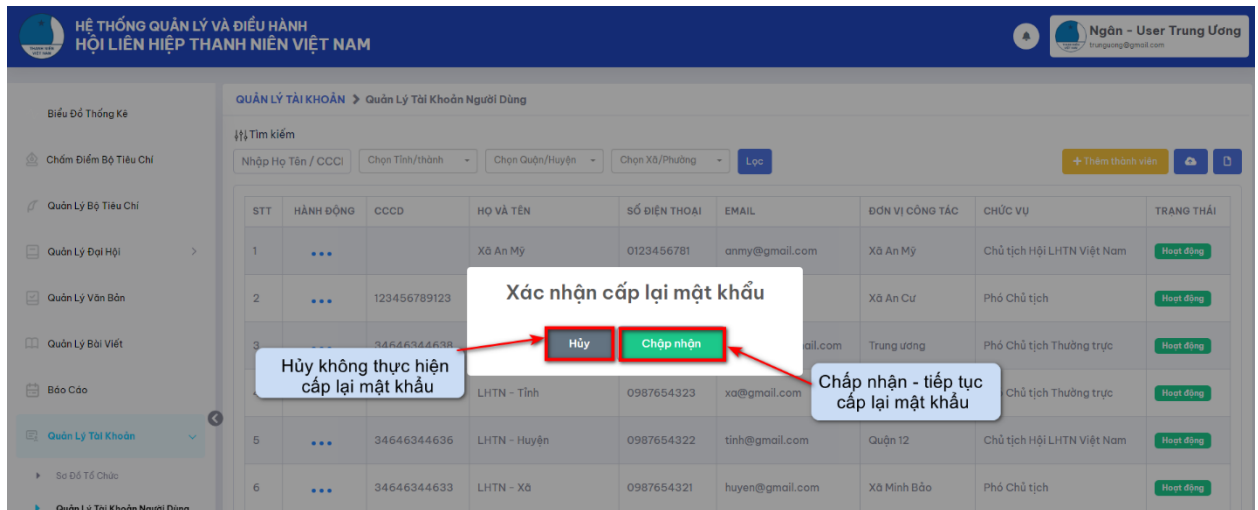 HỆ THỐNG QUẢN LÝ VÀ ĐIỀU HÀNH
HỘI LIÊN HIỆP THANH NIÊN VIỆT NAM
Ngân - User Trung Ương
trunguong@gmail.com
Biểu Đồ Thống Kê
Chấm Điểm Bộ Tiêu Chí
Quản Lý Bộ Tiêu Chí
Quản Lý Đại Hội
Quản Lý Văn Bản
Quản Lý Bài Viết
Báo Cáo
Quản Lý Tài Khoản
Sơ Đồ Tổ Chức
Quản Lý Tài Khoản Người Dùng
QUẢN LÝ TÀI KHOẢN > Quản Lý Tài Khoản Người Dùng
Tìm kiếm
Nhập Họ Tên / CCCI Chọn Tỉnh/thành Chọn Quận/Huyện Chọn Xã/Phường Lọc + Thêm thành viên
STT HÀNH ĐỘNG CCCD HỌ VÀ TÊN SỐ ĐIỆN THOẠI EMAIL ĐƠN VỊ CÔNG TÁC CHỨC VỤ TRẠNG THÁI
1 ••• Xã An Mỹ 0123456781 anmy@gmail.com Xã An Mỹ Chủ tịch Hội LHTN Việt Nam Hoạt động
2 ••• 123456789123 Xã An Cư Phó Chủ tịch Hoạt động
3 34646344638 ail.com Trung ương Phó Chủ tịch Thường trực Hoạt động
LHTN - Tỉnh 0987654323 xa@gmail.com Chủ tịch Thường trực Hoạt động
5 ••• 34646344636 LHTN - Huyện 0987654322 tinh@gmail.com Quận 12 Chủ tịch Hội LHTN Việt Nam Hoạt động
6 ••• 34646344633 LHTN - Xã 0987654321 huyen@gmail.com Xã Minh Bảo Phó Chủ tịch Hoạt động
Xác nhận cấp lại mật khẩu
Hủy Chập nhận
Hủy không thực hiện
cấp lại mật khẩu
Chấp nhận - tiếp tục
cấp lại mật khẩu